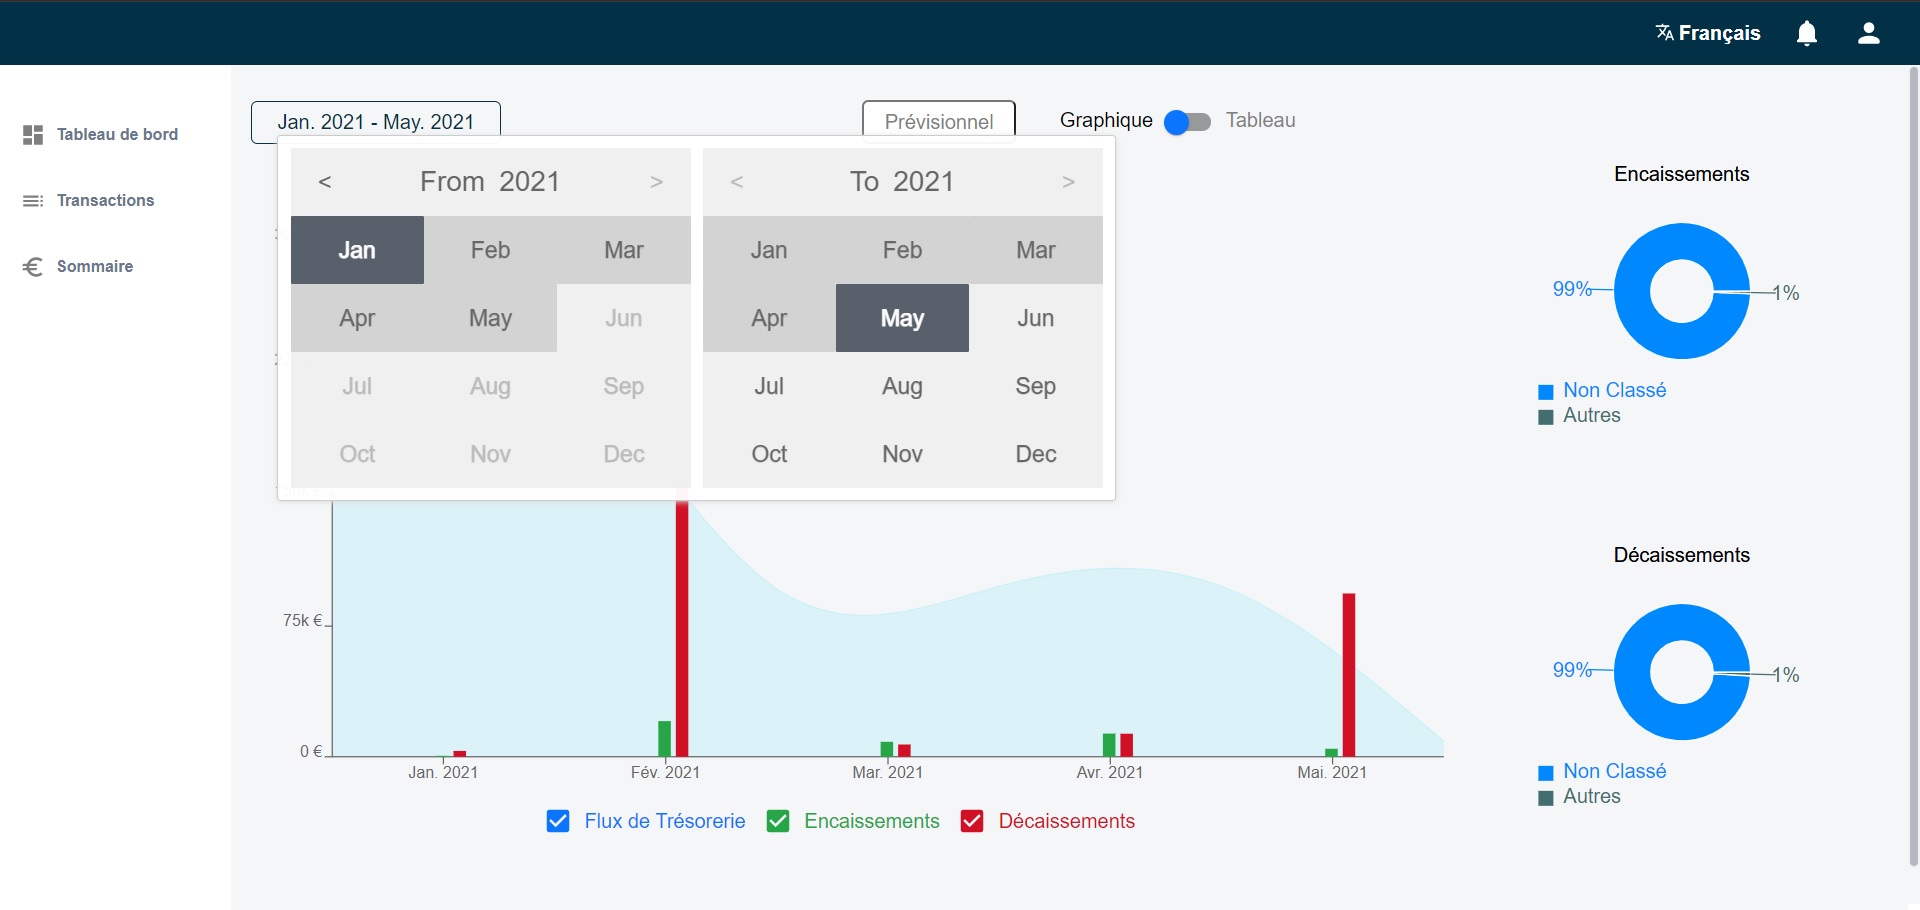 Français
Tableau de bord
Transactions
Sommaire
Jan. 2021 - May. 2021
Prévisionnel
Graphique
Tableau
< From 2021 >
Jan Feb Mar
Apr May Jun
Jul Aug Sep
Oct Nov Dec
< To 2021 >
Jan Feb Mar
Apr May Jun
Jul Aug Sep
Oct Nov Dec
75k €
0 €
Jan. 2021 Fév. 2021 Mar. 2021 Avr. 2021 Mai. 2021
Flux de Trésorerie Encaissements Décaissements
Encaissements
99% 1%
Non Classé
Autres
Décaissements
99% 1%
Non Classé
Autres